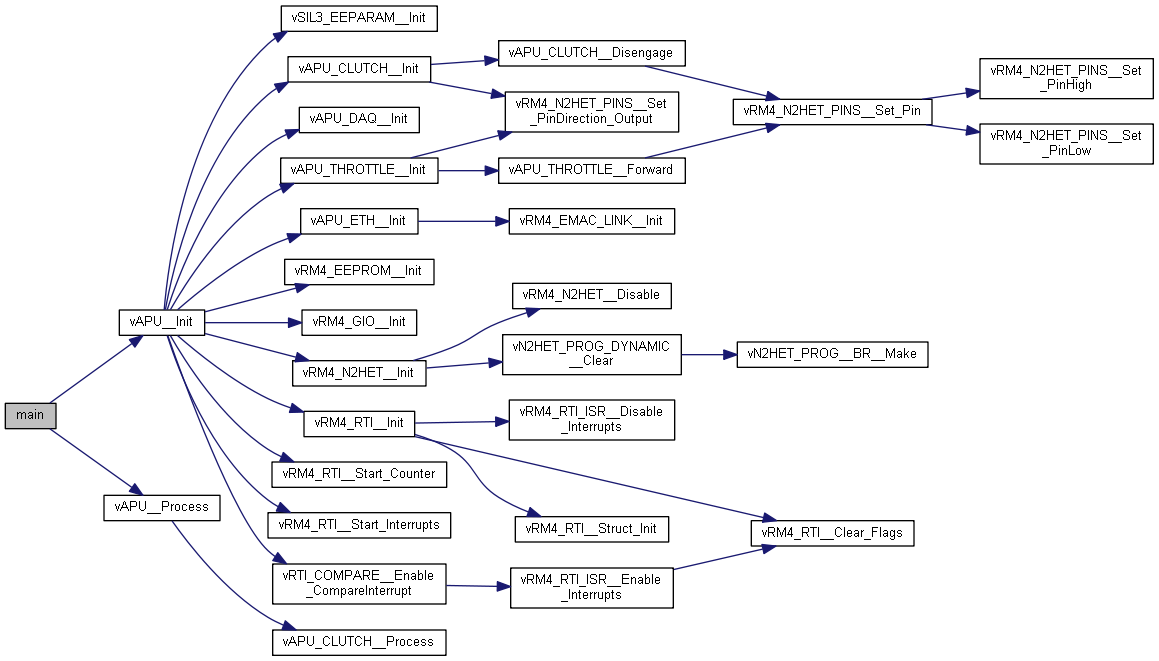 vSIL3_EEPARAM__Init
vAPU_CLUTCH__Disengage
vAPU_CLUTCH__Init
vRM4_N2HET_PINS__Set
_PinHigh
vRM4_N2HET_PINS__Set
_PinDirection_Output
vRM4_N2HET_PINS__Set_Pin
vAPU_DAQ__Init
vRM4_N2HET_PINS__Set
_PinLow
vAPU_THROTTLE__Init
vAPU_THROTTLE__Forward
vAPU_ETH__Init
vRM4_EMAC_LINK__Init
vRM4_EEPROM__Init
vRM4_N2HET__Disable
vAPU__Init
vRM4_GIO__Init
vN2HET_PROG_DYNAMIC
__Clear
vN2HET_PROG__BR__Make
vRM4_N2HET__Init
main
vRM4_RTI__Init
vRM4_RTI_ISR__Disable
_Interrupts
vRM4_RTI__Start_Counter
vAPU__Process
vRM4_RTI__Start_Interrupts
vRM4_RTI__Struct_Init
vRM4_RTI__Clear_Flags
vRTI_COMPARE__Enable
_CompareInterrupt
vRM4_RTI_ISR__Enable
_Interrupts
vAPU_CLUTCH__Process